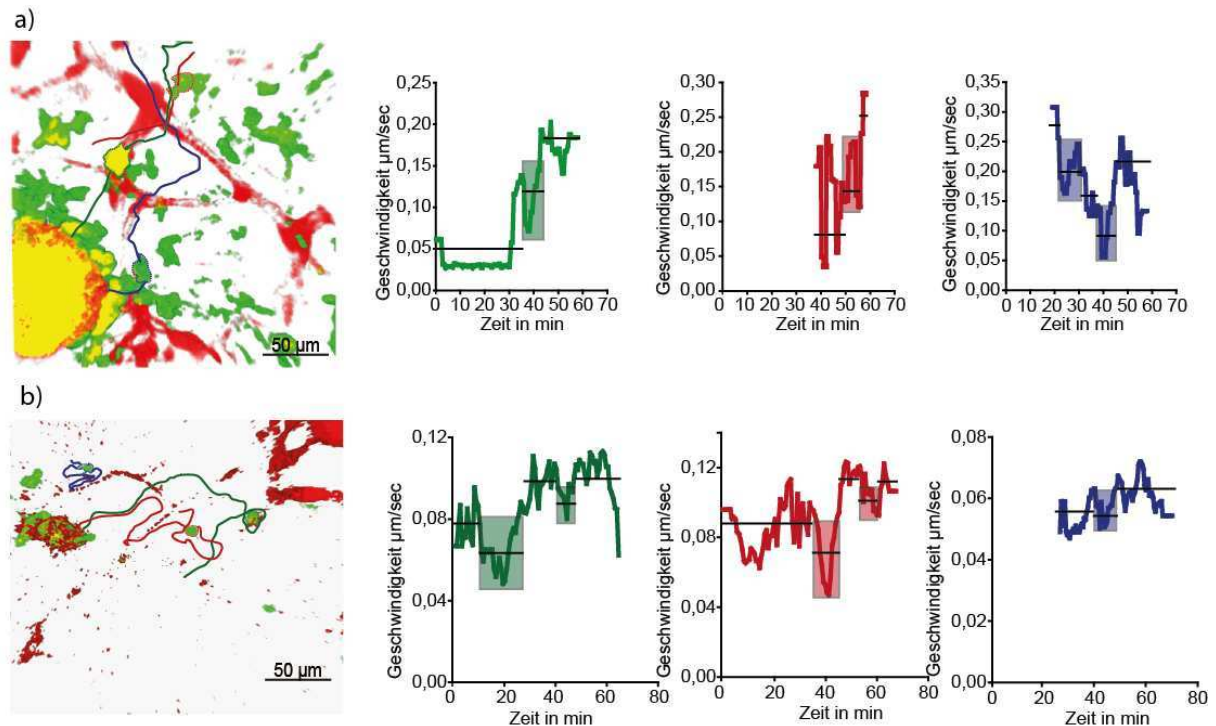 a)
50 µm
Geschwindigkeit µm/sec
0,25
0,20
0,15
0,10
0,05
0,00
0 10 20 30 40 50 60 70
Zeit in min
Geschwindigkeit µm/sec
0,30
0,25
0,20
0,15
0,10
0,05
0,00
0 10 20 30 40 50 60 70
Zeit in min
Geschwindigkeit µm/sec
0,35
0,30
0,25
0,20
0,15
0,10
0,05
0,00
0 10 20 30 40 50 60 70
Zeit in min
b)
50 µm
Geschwindigkeit µm/sec
0,12
0,08
0,04
0,00
0 20 40 60 80
Zeit in min
Geschwindigkeit µm/sec
0,12
0,08
0,04
0,00
0 20 40 60 80
Zeit in min
Geschwindigkeit µm/sec
0,08
0,06
0,04
0,02
0,00
0 20 40 60 80
Zeit in min